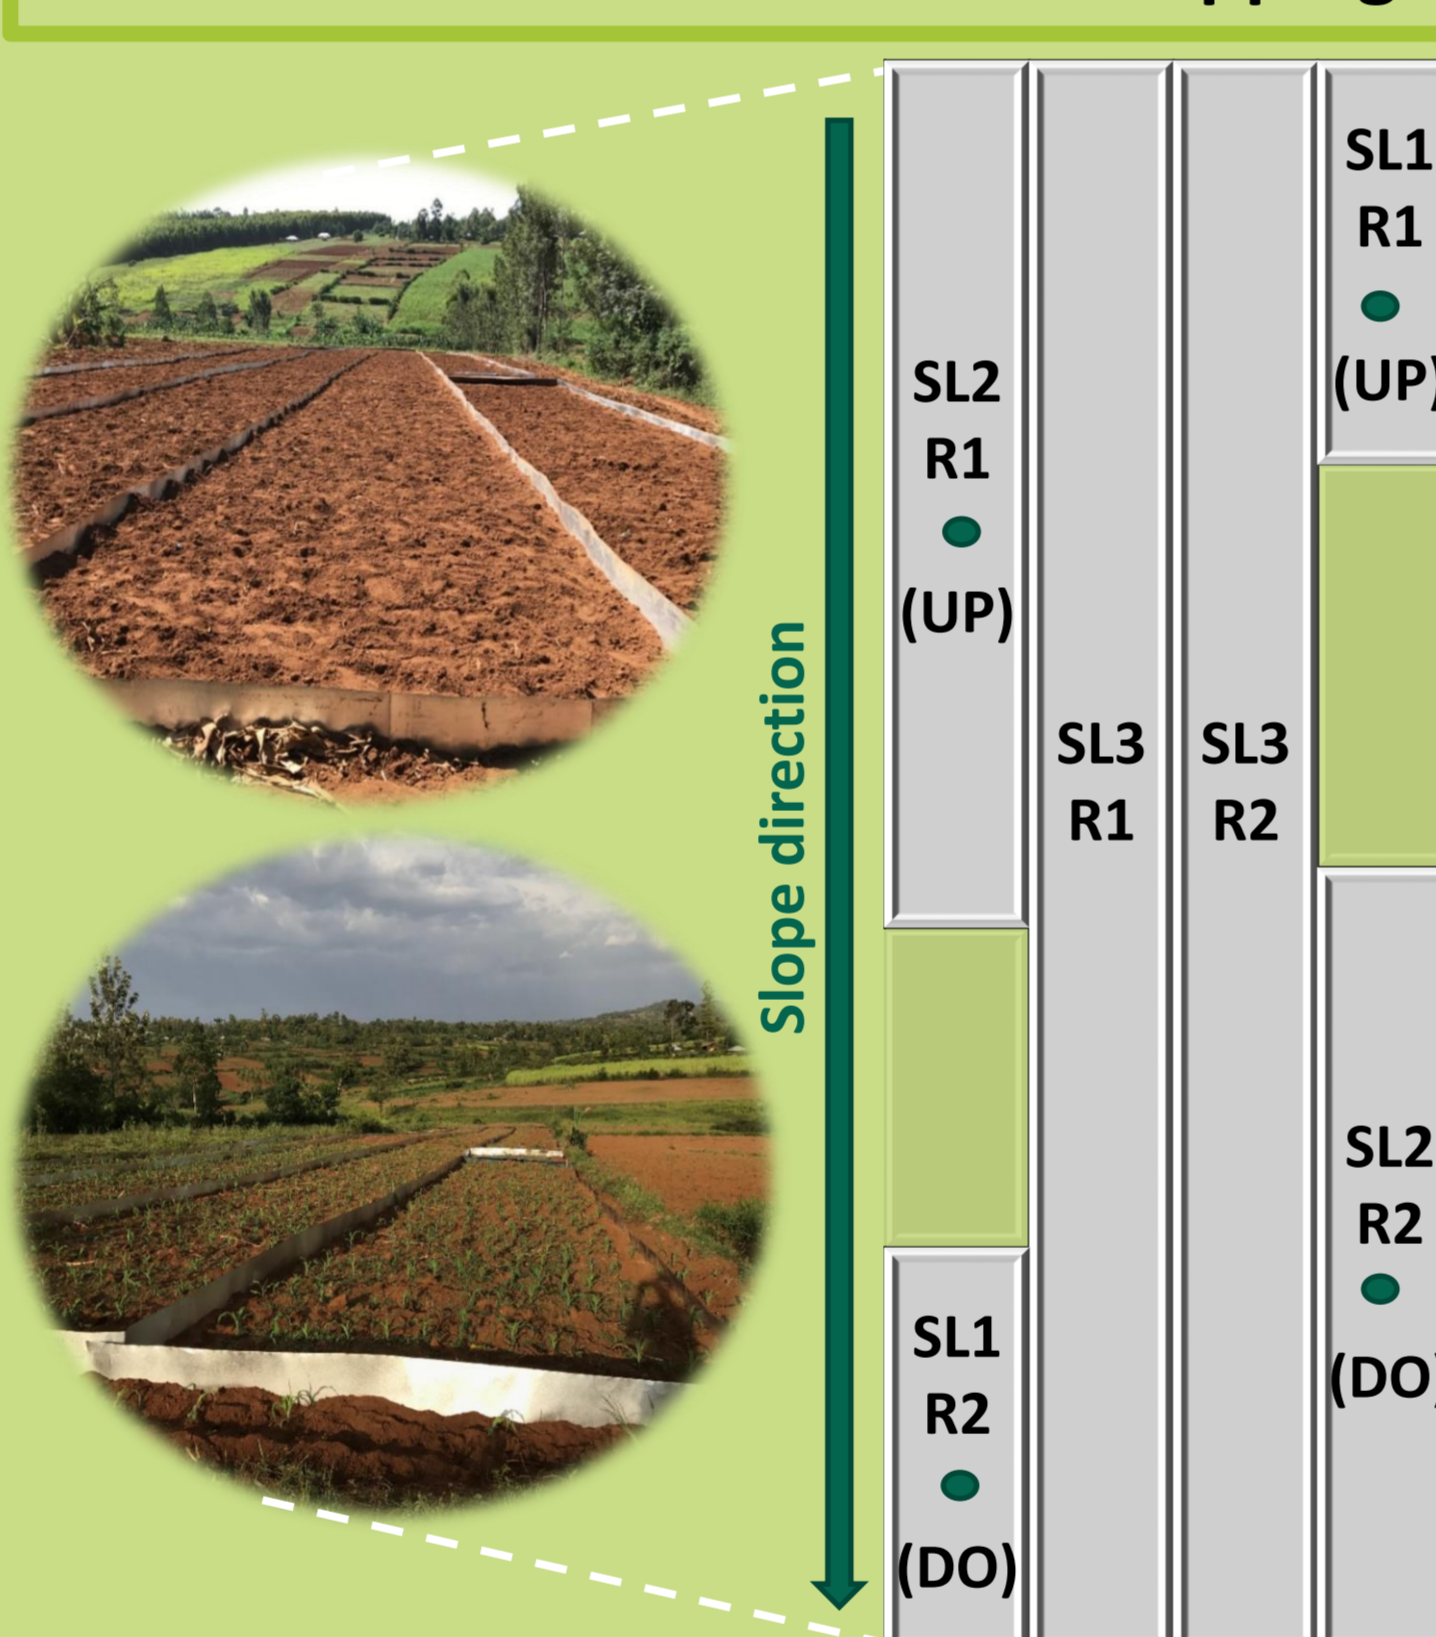 Slope direction
SL2
R1
(UP)
SL1
R2
(DO)
SL3
R1
SL3
R2
SL1
R1
(UP)
SL2
R2
(DO)